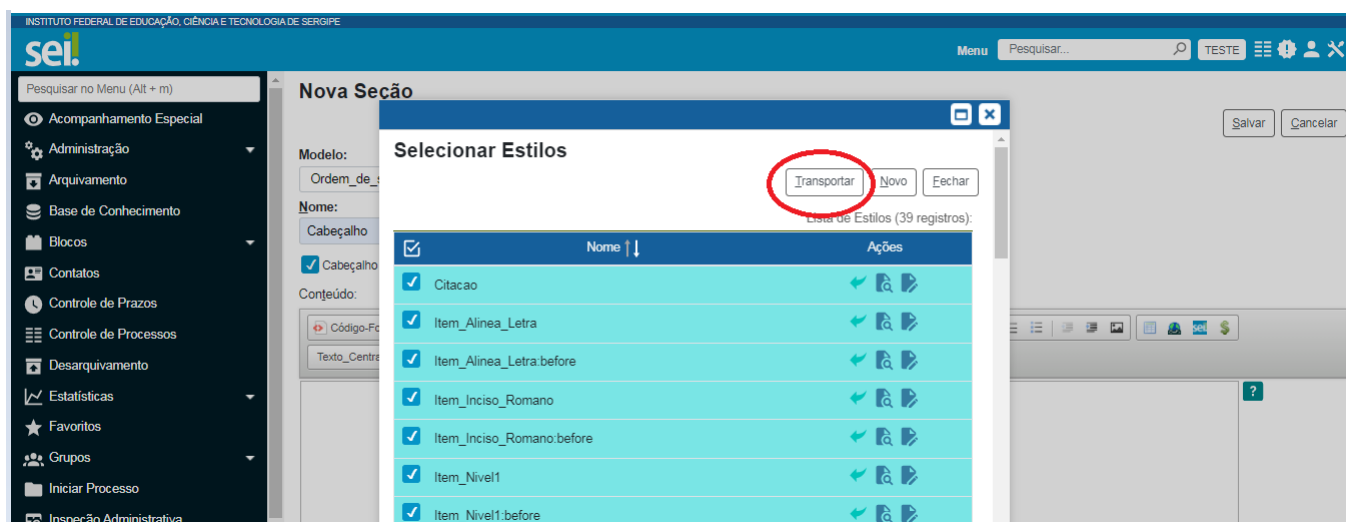 INSTITUTO FEDERAL DE EDUCAÇÃO, CIÊNCIA E TECNOLOGIA DE SERGIPE
sei!
Menu
Pesquisar...
TESTE
Pesquisar no Menu (Alt + m)
Acompanhamento Especial
Administração
Arquivamento
Base de Conhecimento
Blocos
Contatos
Controle de Prazos
Controle de Processos
Desarquivamento
Estatísticas
Favoritos
Grupos
Iniciar Processo
Inspeção Administrativa
Nova Seção
Salvar
Cancelar
Modelo:
Ordem_de_
Nome:
Cabeçalho
Cabeçalho
Conteúdo:
Código-Fo
Texto_Centra
sei
$
?
Selecionar Estilos
Transportar
Novo
Fechar
Lista de Estilos (39 registros):
Nome
Ações
Citacao
Item_Alinea_Letra
Item_Alinea_Letra:before
Item_Inciso_Romano
Item_Inciso_Romano:before
Item_Nivel1
Item_Nivel1:before